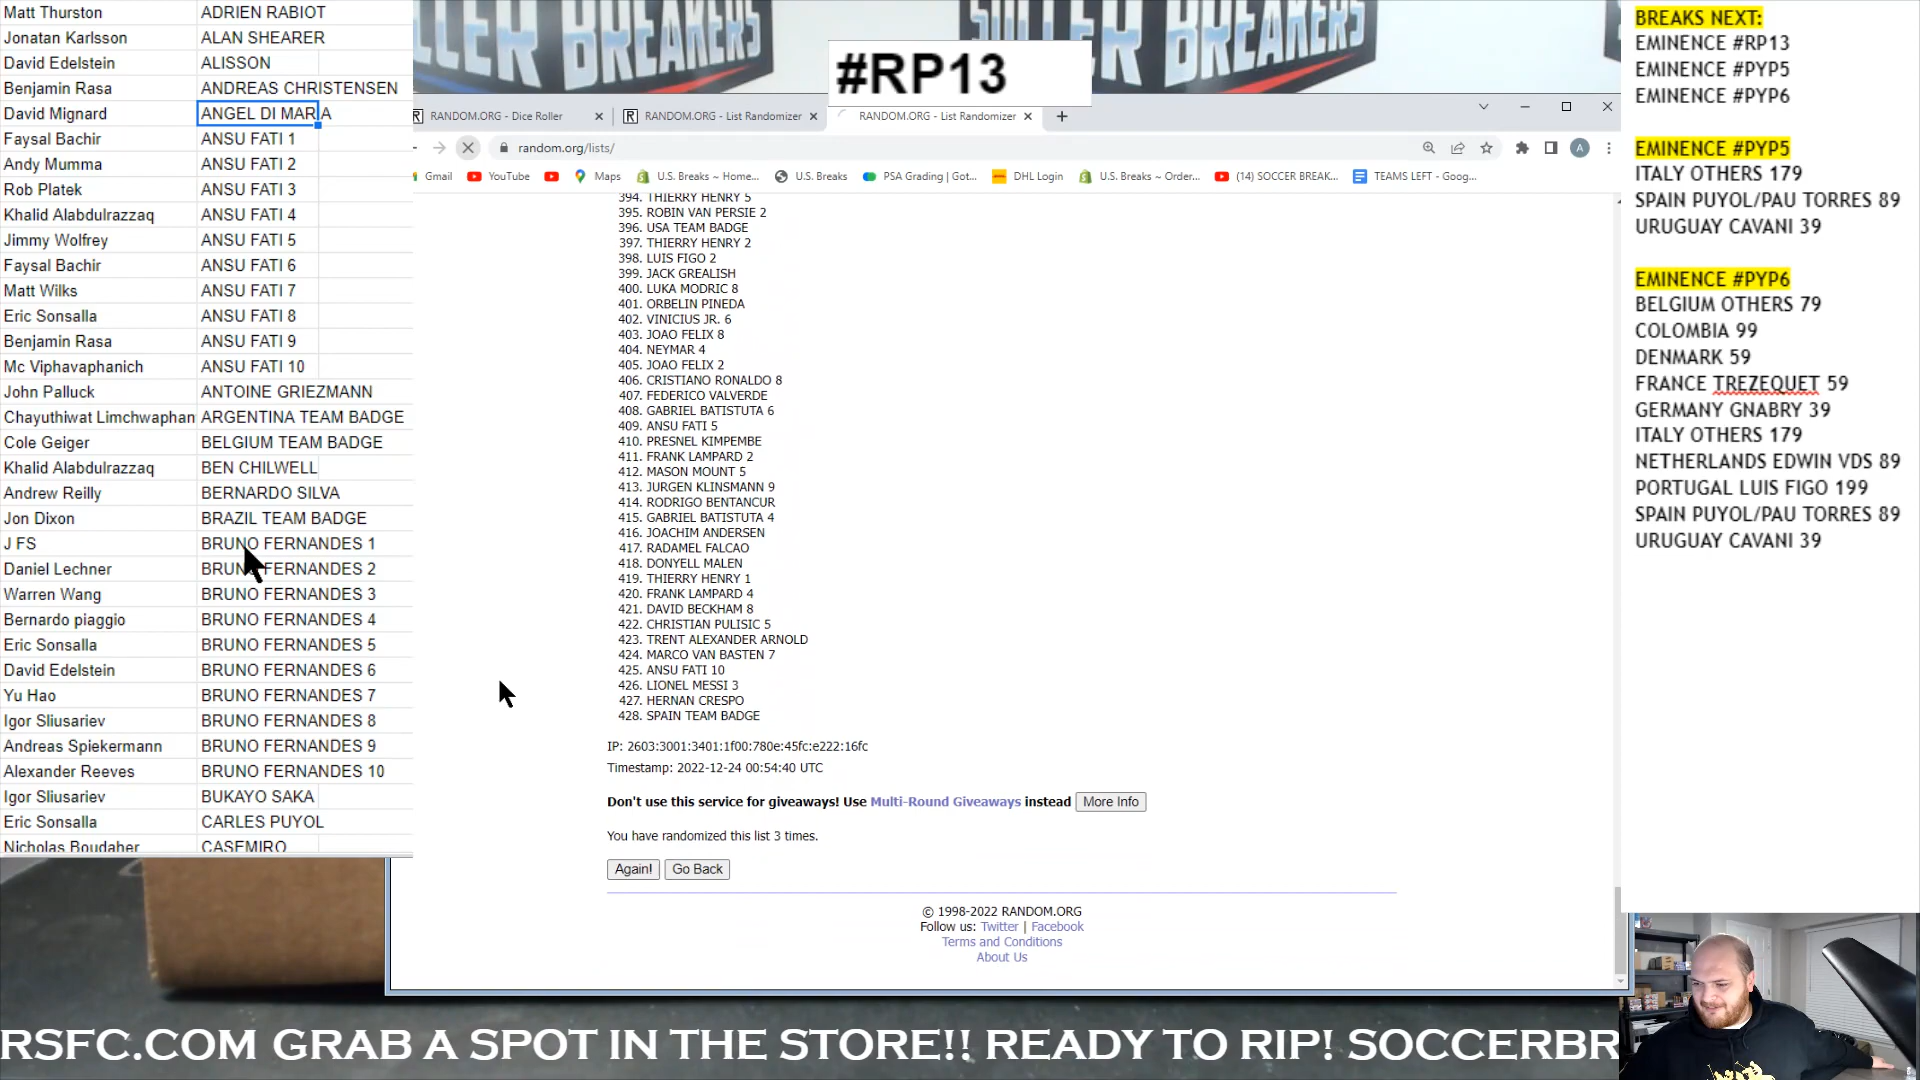 Matt Thurston ADRIEN RABIOT
Jonatan Karlsson ALAN SHEARER
David Edelstein ALISSON
Benjamin Rasa ANDREAS CHRISTENSEN
David Mignard ANGEL DI MARIA
Faysal Bachir ANSU FATI 1
Andy Mumma ANSU FATI 2
Rob Platek ANSU FATI 3
Khalid Alabdulrazzaq ANSU FATI 4
Jimmy Wolfrey ANSU FATI 5
Faysal Bachir ANSU FATI 6
Matt Wilks ANSU FATI 7
Eric Sonsalla ANSU FATI 8
Benjamin Rasa ANSU FATI 9
Mc Viphavaphanich ANSU FATI 10
John Palluck ANTOINE GRIEZMANN
Chayuthiwat Limchwaphan ARGENTINA TEAM BADGE
Cole Geiger BELGIUM TEAM BADGE
Khalid Alabdulrazzaq BEN CHILWELL
Andrew Reilly BERNARDO SILVA
Jon Dixon BRAZIL TEAM BADGE
J FS BRUNO FERNANDES 1
Daniel Lechner BRUNO FERNANDES 2
Warren Wang BRUNO FERNANDES 3
Bernardo piaggio BRUNO FERNANDES 4
Eric Sonsalla BRUNO FERNANDES 5
David Edelstein BRUNO FERNANDES 6
Yu Hao BRUNO FERNANDES 7
Igor Sliusariev BRUNO FERNANDES 8
Andreas Spiekermann BRUNO FERNANDES 9
Alexander Reeves BRUNO FERNANDES 10
Igor Sliusariev BUKAYO SAKA
Eric Sonsalla CARLES PUYOL
Nicholas Boudaher CASEMIRO
BREAKERS
BREAKERS
#RP13
RANDOM.ORG - Dice Roller
RANDOM.ORG - List Randomizer
RANDOM.ORG - List Randomizer
random.org/lists/
A
Gmail YouTube Maps U.S. Breaks ~ Home... U.S. Breaks PSA Grading | Got... DHL Login U.S. Breaks ~ Order... (14) SOCCER BREAK... TEAMS LEFT - Goog...
394. THIERRY HENRY 5
395. ROBIN VAN PERSIE 2
396. USA TEAM BADGE
397. THIERRY HENRY 2
398. LUIS FIGO 2
399. JACK GREALISH
400. LUKA MODRIC 8
401. ORBELIN PINEDA
402. VINICIUS JR. 6
403. JOAO FELIX 8
404. NEYMAR 4
405. JOAO FELIX 2
406. CRISTIANO RONALDO 8
407. FEDERICO VALVERDE
408. GABRIEL BATISTUTA 6
409. ANSU FATI 5
410. PRESNEL KIMPEMBE
411. FRANK LAMPARD 2
412. MASON MOUNT 5
413. JURGEN KLINSMANN 9
414. RODRIGO BENTANCUR
415. GABRIEL BATISTUTA 4
416. JOACHIM ANDERSEN
417. RADAMEL FALCAO
418. DONYELL MALEN
419. THIERRY HENRY 1
420. FRANK LAMPARD 4
421. DAVID BECKHAM 8
422. CHRISTIAN PULISIC 5
423. TRENT ALEXANDER ARNOLD
424. MARCO VAN BASTEN 7
425. ANSU FATI 10
426. LIONEL MESSI 3
427. HERNAN CRESPO
428. SPAIN TEAM BADGE
IP: 2603:3001:3401:1f00:780e:45fc:e222:16fc
Timestamp: 2022-12-24 00:54:40 UTC
Don't use this service for giveaways! Use Multi-Round Giveaways instead More Info
You have randomized this list 3 times.
Again! Go Back
© 1998-2022 RANDOM.ORG
Follow us: Twitter | Facebook
Terms and Conditions
About Us
BREAKS NEXT:
EMINENCE #RP13
EMINENCE #PYP5
EMINENCE #PYP6
EMINENCE #PYP5
ITALY OTHERS 179
SPAIN PUYOL/PAU TORRES 89
URUGUAY CAVANI 39
EMINENCE #PYP6
BELGIUM OTHERS 79
COLOMBIA 99
DENMARK 59
FRANCE TREZEQUET 59
GERMANY GNABRY 39
ITALY OTHERS 179
NETHERLANDS EDWIN VDS 89
PORTUGAL LUIS FIGO 199
SPAIN PUYOL/PAU TORRES 89
URUGUAY CAVANI 39
RSFC.COM GRAB A SPOT IN THE STORE!! READY TO RIP! SOCCERBR